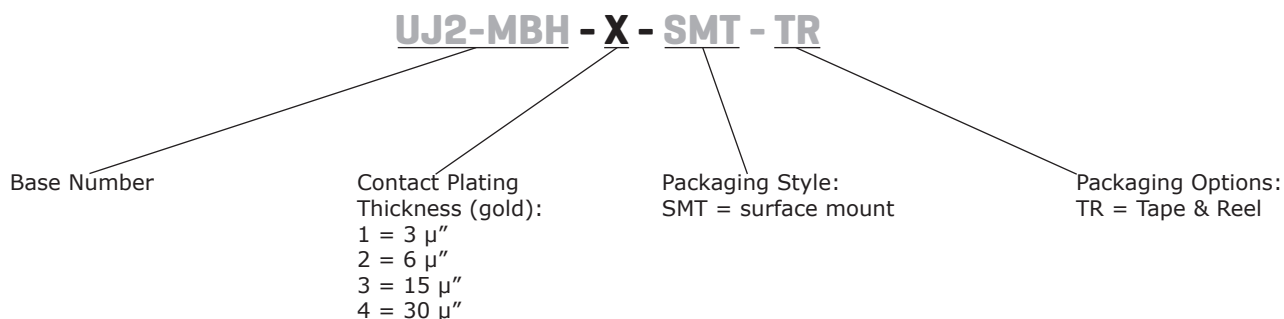 UJ2-MBH - X - SMT - TR
Base Number
Contact Plating
Thickness (gold):
1 = 3 µ”
2 = 6 µ”
3 = 15 µ”
4 = 30 µ”
Packaging Style:
SMT = surface mount
Packaging Options:
TR = Tape & Reel